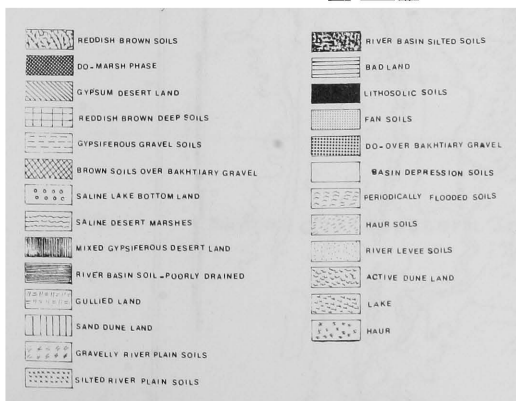 REDDISH BROWN SOILS
DO-MARSH PHASE
GYPSUM DESERT LAND
REDDISH BROWN DEEP SOILS
GYPSIFEROUS GRAVEL SOILS
BROWN SOILS OVER BAKHTIARY GRAVEL
SALINE LAKE BOTTOM LAND
SALINE DESERT MARSHES
MIXED GYPSIFEROUS DESERT LAND
RIVER BASIN SOIL-POORLY DRAINED
GULLIED LAND
SAND DUNE LAND
GRAVELLY RIVER PLAIN SOILS
SILTED RIVER PLAIN SOILS
RIVER BASIN SILTED SOILS
BAD LAND
LITHOSOLIC SOILS
FAN SOILS
DO-OVER BAKHTIARY GRAVEL
BASIN DEPRESSION SOILS
PERIODICALLY FLOODED SOILS
HAUR SOILS
RIVER LEVEE SOILS
ACTIVE DUNE LAND
LAKE
HAUR